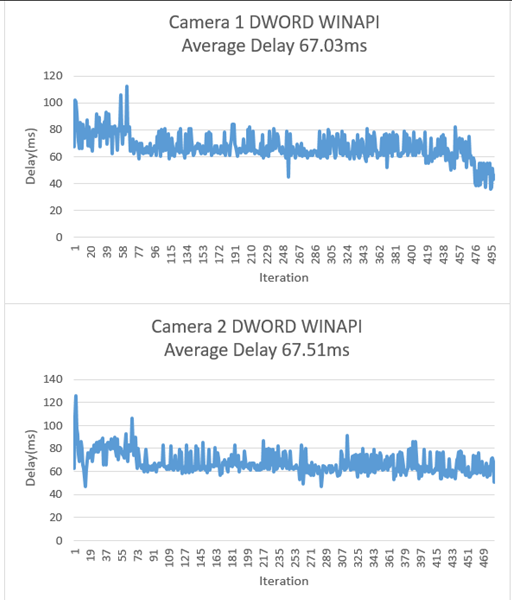 Camera 1 DWORD WINAPI
Average Delay 67.03ms
120
100
80
60
40
20
0
Delay(ms)
1 20 39 58 77 96 115 134 153 172 191 210 229 248 267 286 305 324 343 362 381 400 419 438 457 476 495
Iteration
Camera 2 DWORD WINAPI
Average Delay 67.51ms
140
120
100
80
60
40
20
0
Delay(ms)
1 19 37 55 73 91 109 127 145 163 181 199 217 235 253 271 289 307 325 343 361 379 397 415 433 451 469
Iteration